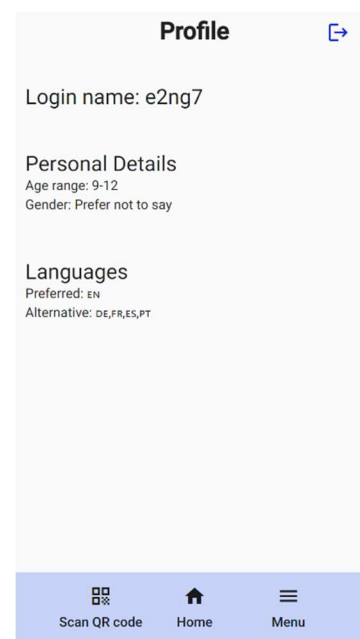 Profile
Login name: e2ng7
Personal Details
Age range: 9-12
Gender: Prefer not to say
Languages
Preferred: EN
Alternative: DE,FR,ES,PT
Scan QR code Home Menu